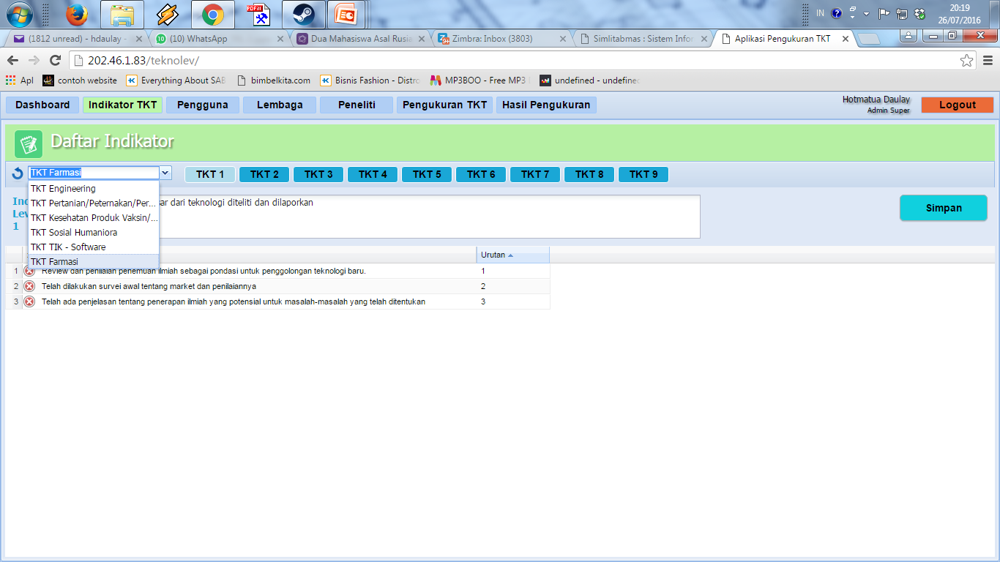 20:19
IN
26/07/2016
PDFill
(1812 unread) - hdaulay -
(10) WhatsApp
Dua Mahasiswa Asal Rusia
Zimbra: Inbox (3803)
Simlitabmas : Sistem Infor
Aplikasi Pengukuran TKT
202.46.1.83/teknolev/
Apl
contoh website
Everything About SAB
bimbelkita.com
Bisnis Fashion - Distro
MP3BOO - Free MP3
undefined - undefined
Dashboard
Indikator TKT
Pengguna
Lembaga
Peneliti
Pengukuran TKT
Hasil Pengukuran
Hotmatua Daulay
Admin Super
Logout
Daftar Indikator
TKT Farmasi
TKT 1
TKT 2
TKT 3
TKT 4
TKT 5
TKT 6
TKT 7
TKT 8
TKT 9
TKT Engineering
TKT Pertanian/Peternakan/Per...
TKT Kesehatan Produk Vaksin/...
TKT Sosial Humaniora
TKT TIK - Software
TKT Farmasi
Ind
Lev
1
ar dari teknologi diteliti dan dilaporkan
Simpan
Urutan
1 Review dan penilaian penemuan ilmiah sebagai pondasi untuk penggolongan teknologi baru. 1
2 Telah dilakukan survei awal tentang market dan penilaiannya 2
3 Telah ada penjelasan tentang penerapan ilmiah yang potensial untuk masalah-masalah yang telah ditentukan 3